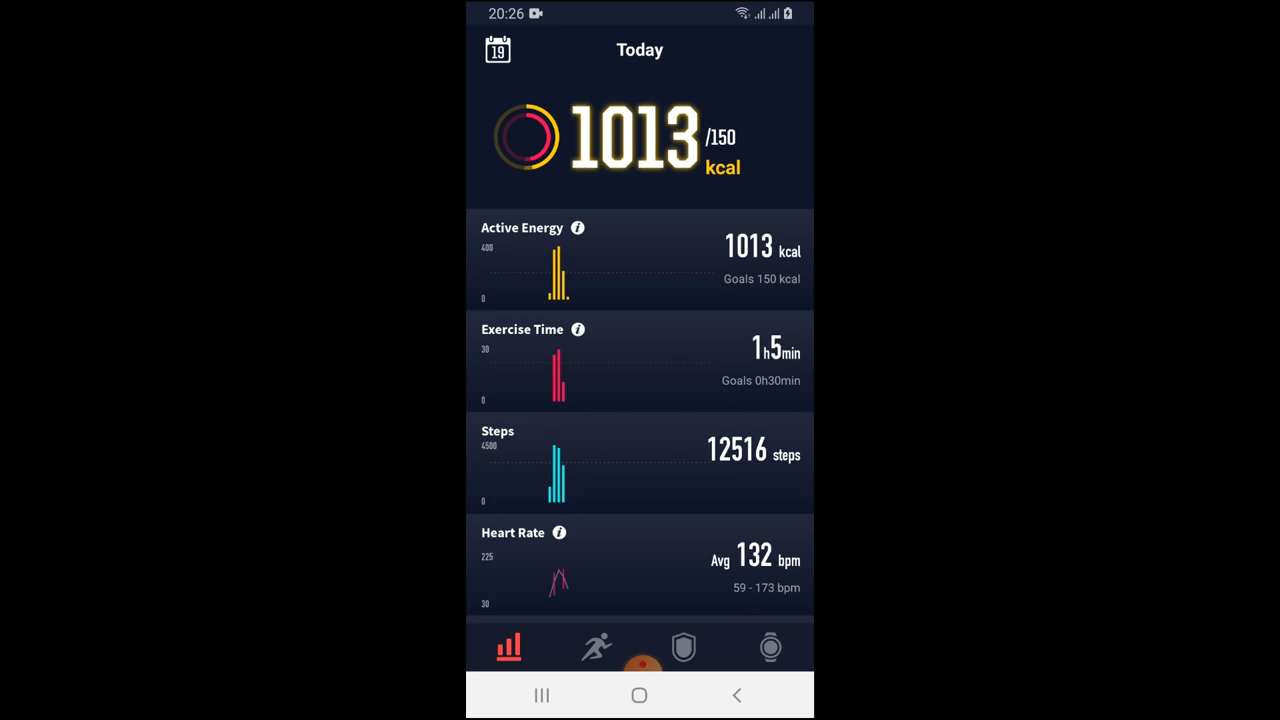 20:26
19
Today
1013 /150 kcal
Active Energy i
400
1013 kcal
Goals 150 kcal
0
Exercise Time i
30
1h5min
Goals 0h30min
0
Steps
4500
12516 steps
0
Heart Rate i
225
Avg 132 bpm
59 - 173 bpm
30